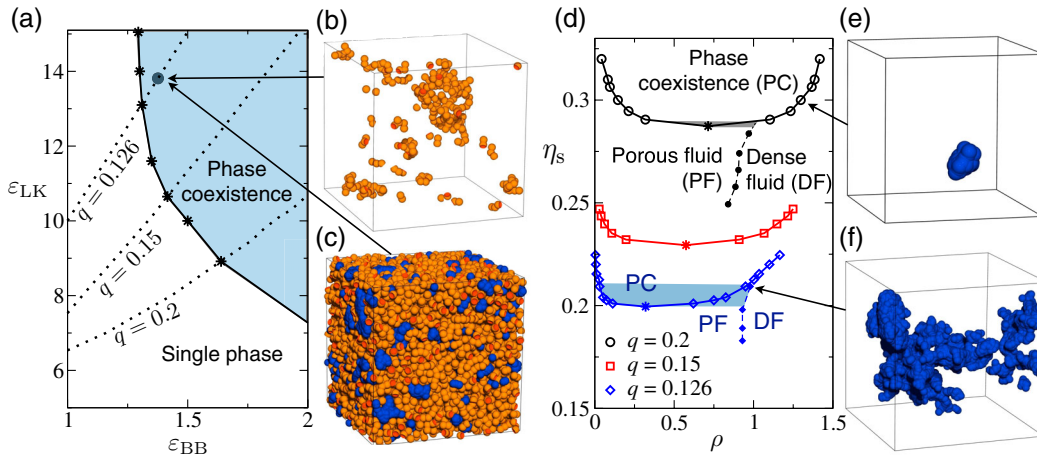 (a)
14
12
10
8
6
1
1.5
2
ε_LK
ε_BB
q = 0.126
q = 0.15
q = 0.2
Phase
coexistence
Single phase
(b)
(c)
(d)
0.3
0.25
0.2
0.15
0
0.5
1
1.5
η_s
ρ
Phase
coexistence (PC)
Porous fluid
(PF)
Dense
fluid (DF)
PC
PF
DF
q = 0.2
q = 0.15
q = 0.126
(e)
(f)